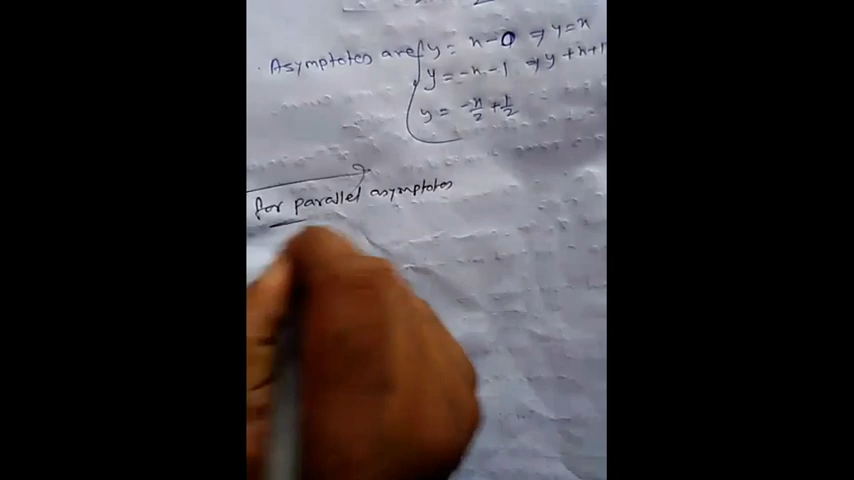 Asymptotes are y = x-0 ⇒ y=x
y = -x-1 ⇒ y+x+1
y = -x/2 + 1/2
for parallel asymptotes